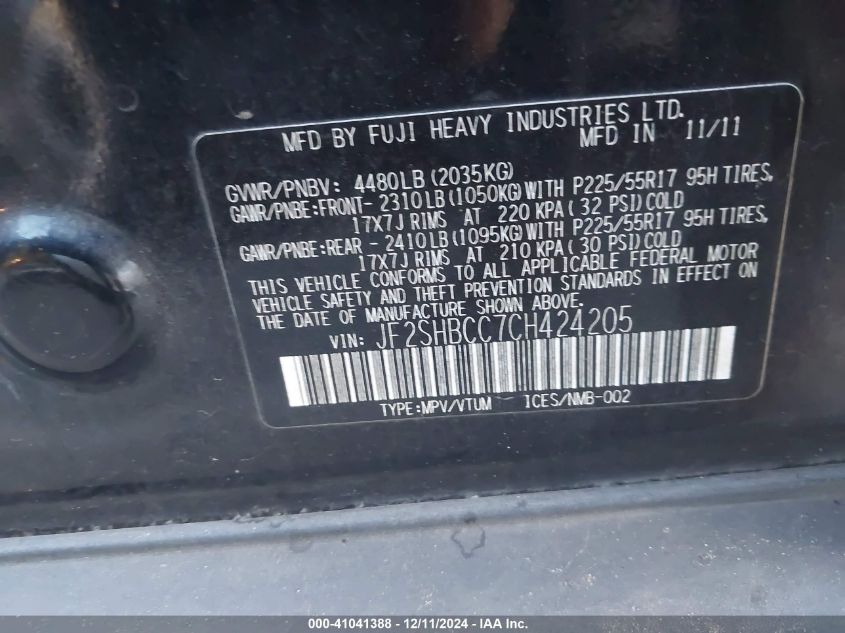 MFD BY FUJI HEAVY INDUSTRIES LTD.
MFD IN 11/11
GVWR/PNBV: 4480LB (2035KG)
GAWR/PNBE:FRONT- 2310LB(1050KG)WITH P225/55R17 95H TIRES,
17X7J RIMS AT 220 KPA( 32 PSI)COLD
GAWR/PNBE:REAR - 2410LB(1095KG)WITH P225/55R17 95H TIRES,
17X7J RIMS AT 210 KPA( 30 PSI)COLD
THIS VEHICLE CONFORMS TO ALL APPLICABLE FEDERAL MOTOR
VEHICLE SAFETY AND THEFT PREVENTION STANDARDS IN EFFECT ON
THE DATE OF MANUFACTURE SHOWN ABOVE.
VIN: JF2SHBCC7CH424205
TYPE:MPV/VTUM ICES/NMB-002
000-41041388 - 12/11/2024 - IAA Inc.